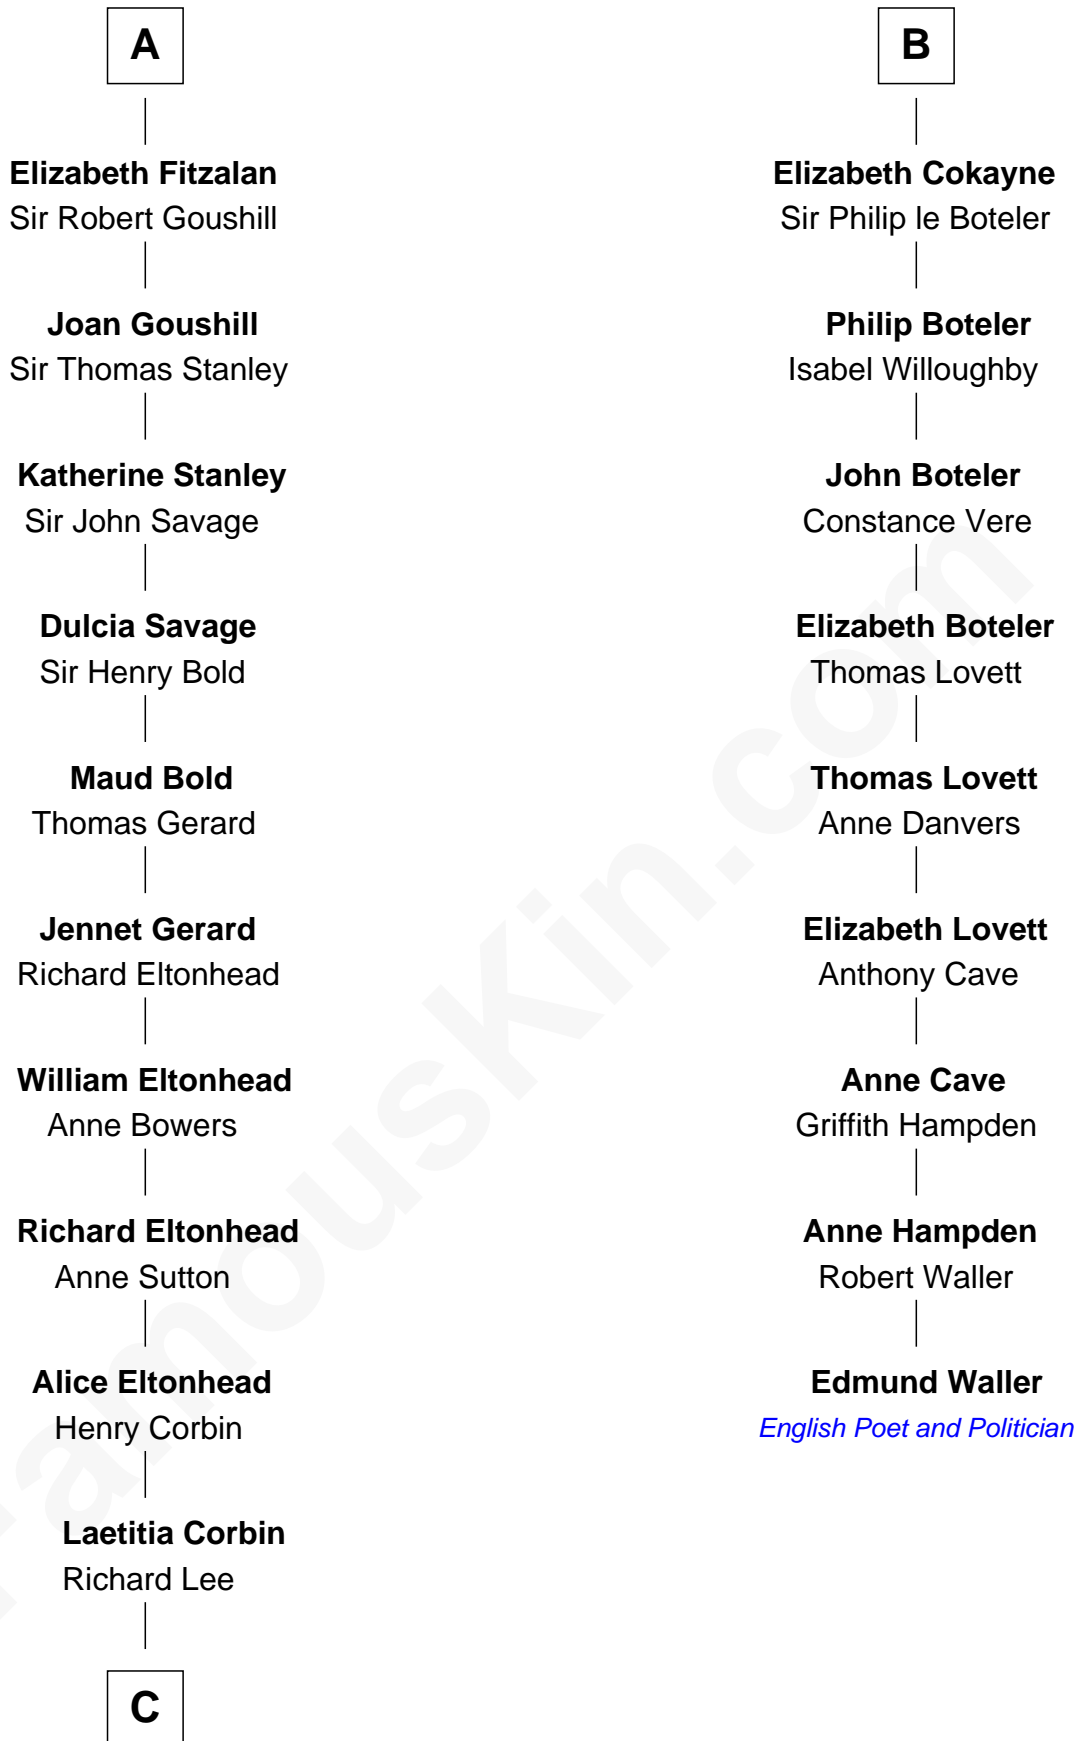 A
Elizabeth Fitzalan
Sir Robert Goushill
Joan Goushill
Sir Thomas Stanley
Katherine Stanley
Sir John Savage
Dulcia Savage
Sir Henry Bold
Maud Bold
Thomas Gerard
Jennet Gerard
Richard Eltonhead
William Eltonhead
Anne Bowers
Richard Eltonhead
Anne Sutton
Alice Eltonhead
Henry Corbin
Laetitia Corbin
Richard Lee
C
B
Elizabeth Cokayne
Sir Philip le Boteler
Philip Boteler
Isabel Willoughby
John Boteler
Constance Vere
Elizabeth Boteler
Thomas Lovett
Thomas Lovett
Anne Danvers
Elizabeth Lovett
Anthony Cave
Anne Cave
Griffith Hampden
Anne Hampden
Robert Waller
Edmund Waller
English Poet and Politician
FamousKin.com